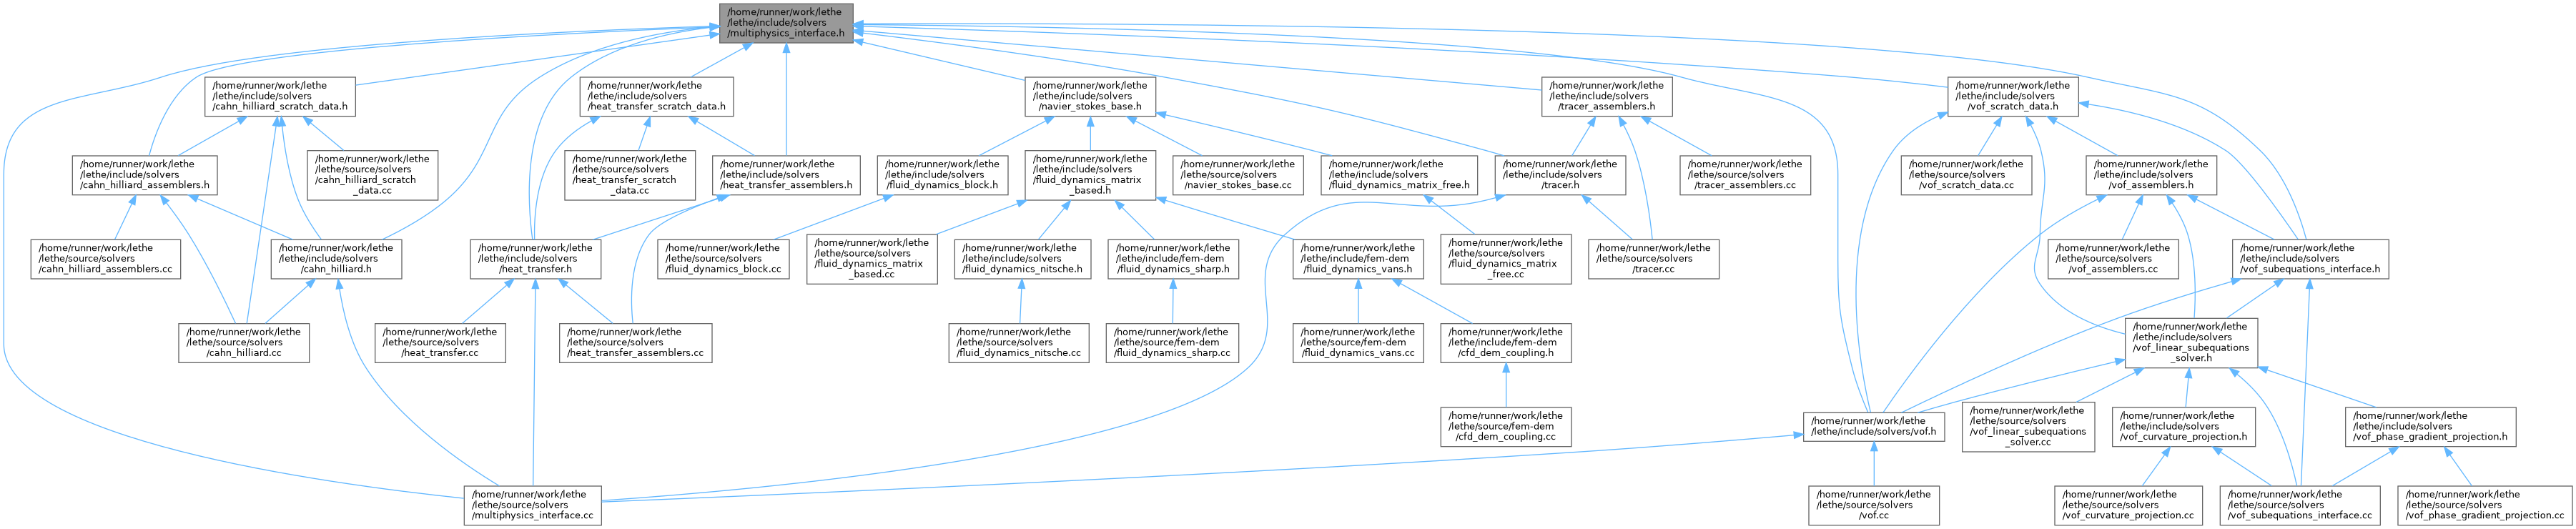 /home/runner/work/lethe
/lethe/include/solvers
/multiphysics_interface.h
/home/runner/work/lethe
/lethe/include/solvers
/cahn_hilliard_scratch_data.h
/home/runner/work/lethe
/lethe/include/solvers
/heat_transfer_scratch_data.h
/home/runner/work/lethe
/lethe/include/solvers
/navier_stokes_base.h
/home/runner/work/lethe
/lethe/include/solvers
/tracer_assemblers.h
/home/runner/work/lethe
/lethe/include/solvers
/vof_scratch_data.h
/home/runner/work/lethe
/lethe/include/solvers
/cahn_hilliard_assemblers.h
/home/runner/work/lethe
/lethe/source/solvers
/cahn_hilliard_scratch
_data.cc
/home/runner/work/lethe
/lethe/source/solvers
/heat_transfer_scratch
_data.cc
/home/runner/work/lethe
/lethe/include/solvers
/heat_transfer_assemblers.h
/home/runner/work/lethe
/lethe/include/solvers
/fluid_dynamics_block.h
/home/runner/work/lethe
/lethe/include/solvers
/fluid_dynamics_matrix
_based.h
/home/runner/work/lethe
/lethe/source/solvers
/navier_stokes_base.cc
/home/runner/work/lethe
/lethe/include/solvers
/fluid_dynamics_matrix_free.h
/home/runner/work/lethe
/lethe/include/solvers
/tracer.h
/home/runner/work/lethe
/lethe/source/solvers
/tracer_assemblers.cc
/home/runner/work/lethe
/lethe/source/solvers
/vof_scratch_data.cc
/home/runner/work/lethe
/lethe/include/solvers
/vof_assemblers.h
/home/runner/work/lethe
/lethe/source/solvers
/cahn_hilliard_assemblers.cc
/home/runner/work/lethe
/lethe/include/solvers
/cahn_hilliard.h
/home/runner/work/lethe
/lethe/include/solvers
/heat_transfer.h
/home/runner/work/lethe
/lethe/source/solvers
/fluid_dynamics_block.cc
/home/runner/work/lethe
/lethe/source/solvers
/fluid_dynamics_matrix
_based.cc
/home/runner/work/lethe
/lethe/include/solvers
/fluid_dynamics_nitsche.h
/home/runner/work/lethe
/lethe/include/fem-dem
/fluid_dynamics_sharp.h
/home/runner/work/lethe
/lethe/include/fem-dem
/fluid_dynamics_vans.h
/home/runner/work/lethe
/lethe/source/solvers
/fluid_dynamics_matrix
_free.cc
/home/runner/work/lethe
/lethe/source/solvers
/tracer.cc
/home/runner/work/lethe
/lethe/source/solvers
/vof_assemblers.cc
/home/runner/work/lethe
/lethe/include/solvers
/vof_subequations_interface.h
/home/runner/work/lethe
/lethe/source/solvers
/cahn_hilliard.cc
/home/runner/work/lethe
/lethe/source/solvers
/heat_transfer.cc
/home/runner/work/lethe
/lethe/source/solvers
/heat_transfer_assemblers.cc
/home/runner/work/lethe
/lethe/source/solvers
/fluid_dynamics_nitsche.cc
/home/runner/work/lethe
/lethe/source/fem-dem
/fluid_dynamics_sharp.cc
/home/runner/work/lethe
/lethe/source/fem-dem
/fluid_dynamics_vans.cc
/home/runner/work/lethe
/lethe/include/fem-dem
/cfd_dem_coupling.h
/home/runner/work/lethe
/lethe/include/solvers
/vof_linear_subequations
_solver.h
/home/runner/work/lethe
/lethe/source/fem-dem
/cfd_dem_coupling.cc
/home/runner/work/lethe
/lethe/include/solvers/vof.h
/home/runner/work/lethe
/lethe/source/solvers
/vof_linear_subequations
_solver.cc
/home/runner/work/lethe
/lethe/include/solvers
/vof_curvature_projection.h
/home/runner/work/lethe
/lethe/include/solvers
/vof_phase_gradient_projection.h
/home/runner/work/lethe
/lethe/source/solvers
/multiphysics_interface.cc
/home/runner/work/lethe
/lethe/source/solvers
/vof.cc
/home/runner/work/lethe
/lethe/source/solvers
/vof_curvature_projection.cc
/home/runner/work/lethe
/lethe/source/solvers
/vof_subequations_interface.cc
/home/runner/work/lethe
/lethe/source/solvers
/vof_phase_gradient_projection.cc